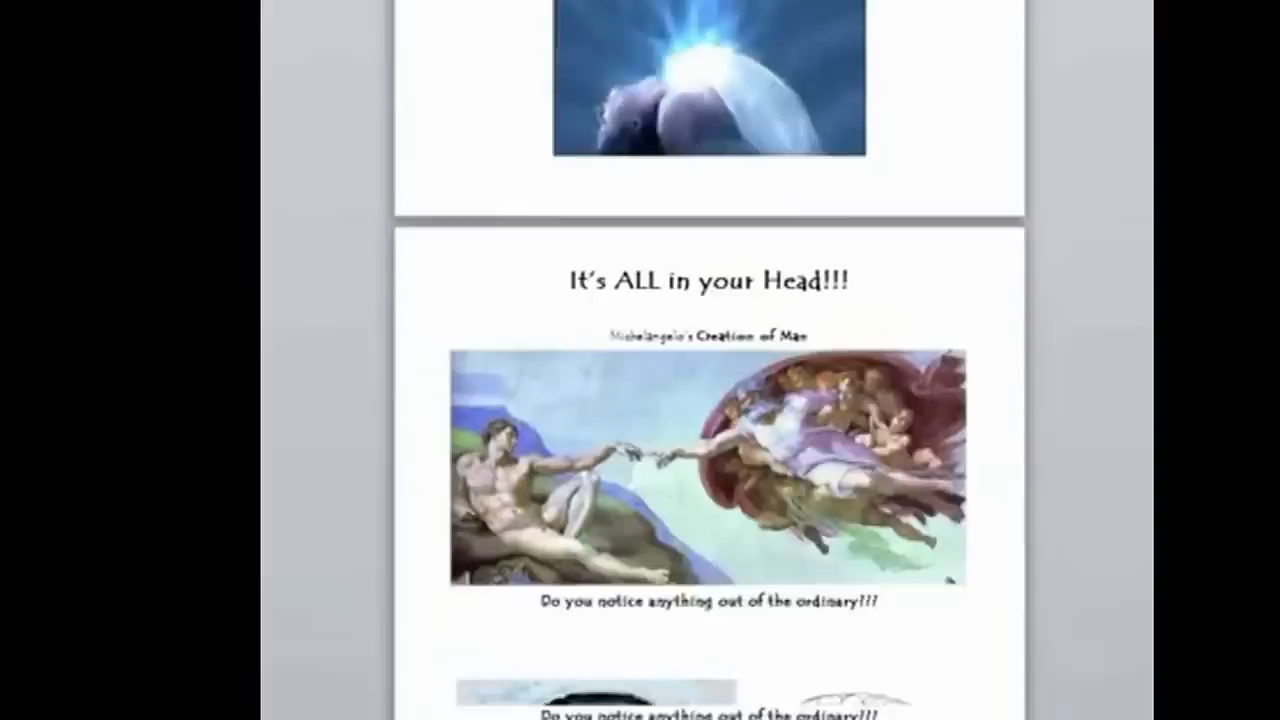 It's ALL in your Head!!!
Michelangelo's Creation of Man
Do you notice anything out of the ordinary???
Do you notice anything out of the ordinary???